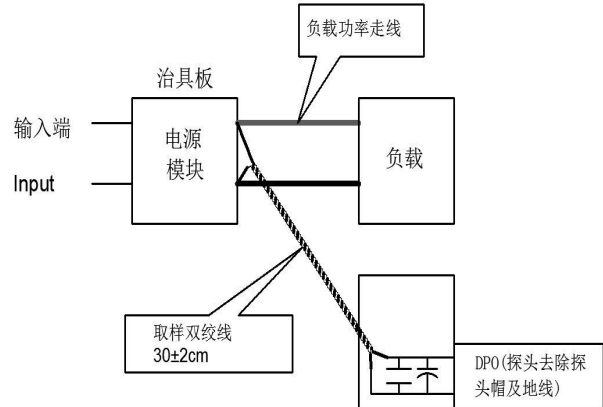 负载功率走线
治具板
输入端
Input
电源
模块
负载
取样双绞线
30±2cm
DPO(探头去除探
头帽及地线)